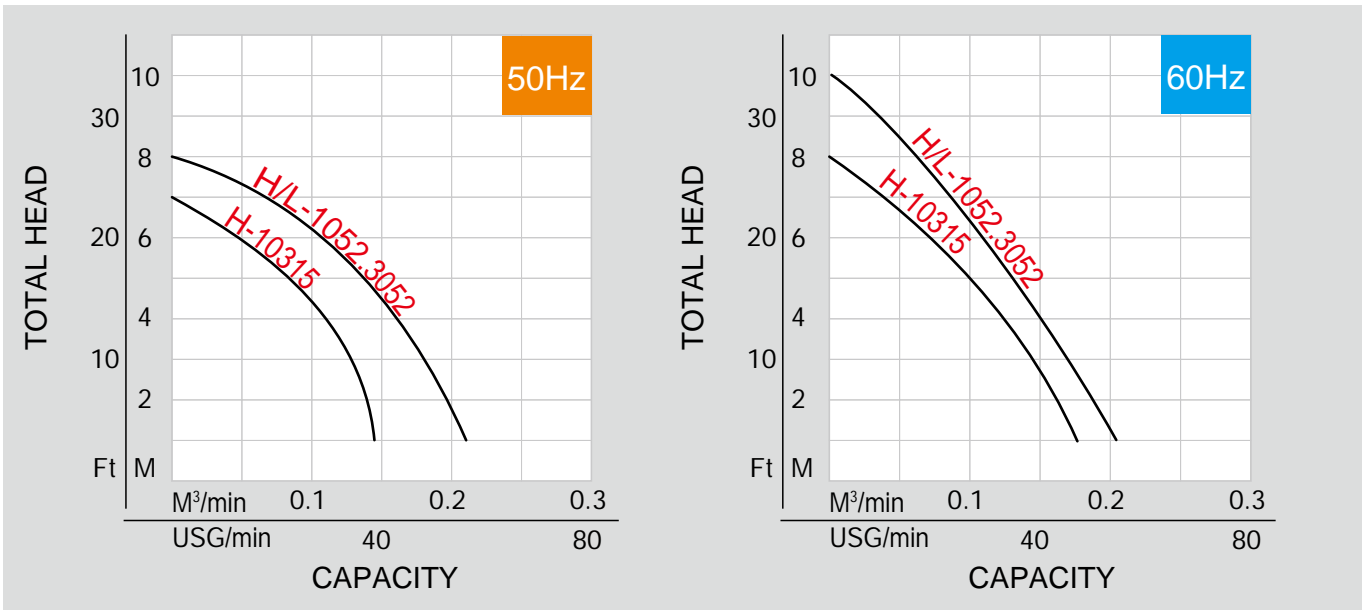 50Hz
TOTAL HEAD
10
30
8
20 6
4
10
2
Ft M
H/L-1052.3052
H-10315
M³/min 0.1 0.2 0.3
USG/min 40 80
CAPACITY
60Hz
TOTAL HEAD
10
30
8
20 6
4
10
2
Ft M
H/L-1052.3052
H-10315
M³/min 0.1 0.2 0.3
USG/min 40 80
CAPACITY